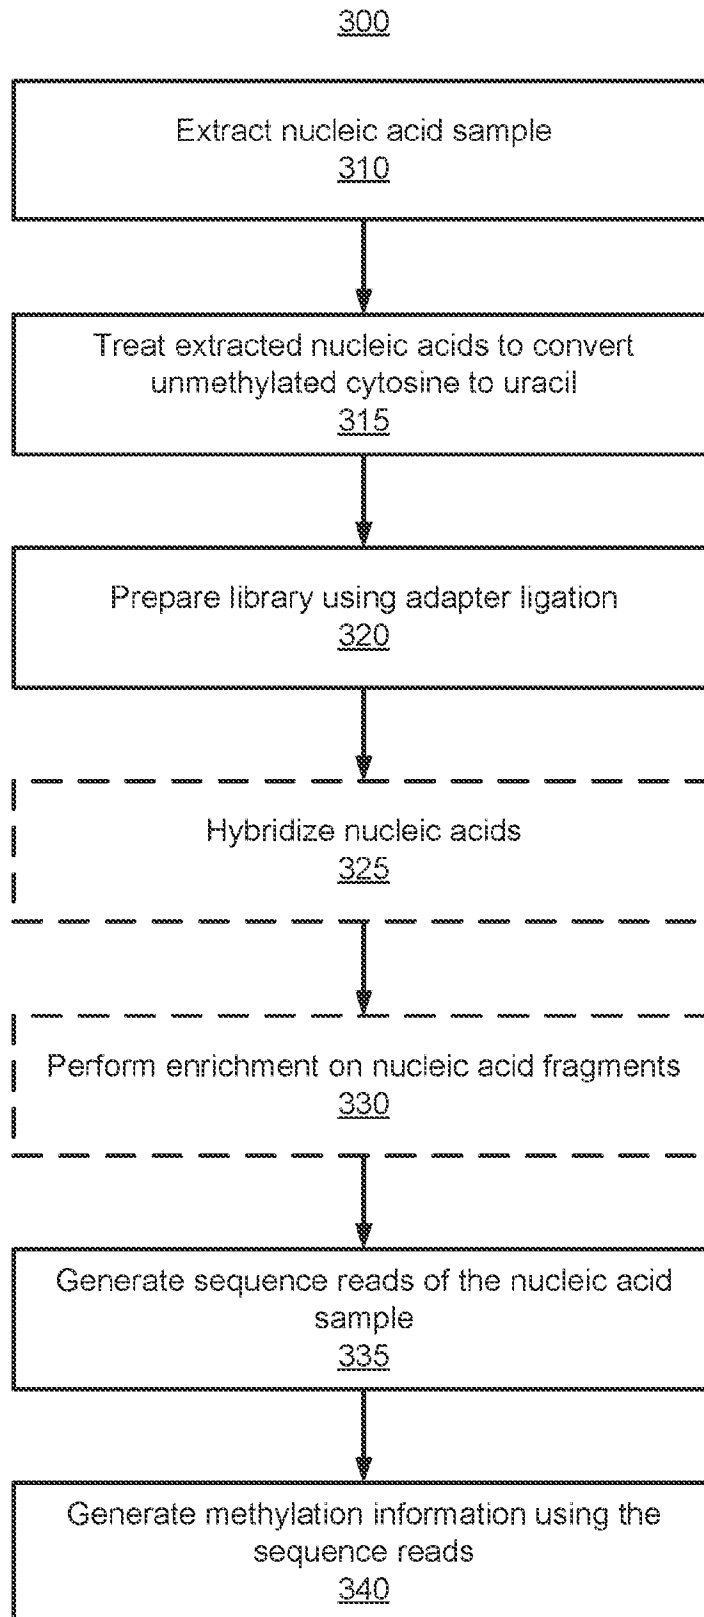 300
Extract nucleic acid sample
310
Treat extracted nucleic acids to convert
unmethylated cytosine to uracil
315
Prepare library using adapter ligation
320
Hybridize nucleic acids
325
Perform enrichment on nucleic acid fragments
330
Generate sequence reads of the nucleic acid
sample
335
Generate methylation information using the
sequence reads
340